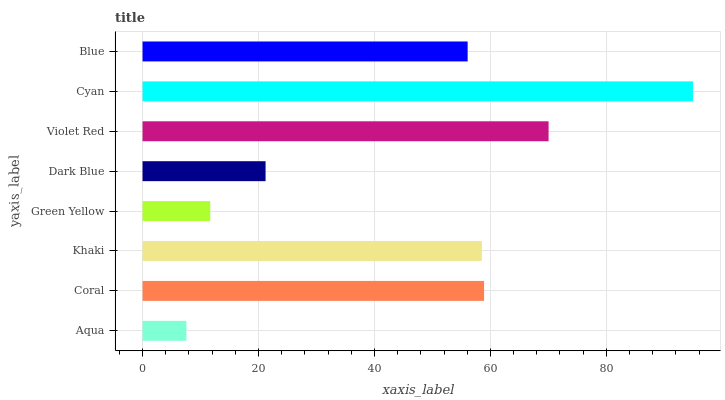 title
Blue
Cyan
Violet Red
Dark Blue
Green Yellow
Khaki
Coral
Aqua
yaxis_label
0 20 40 60 80
xaxis_label